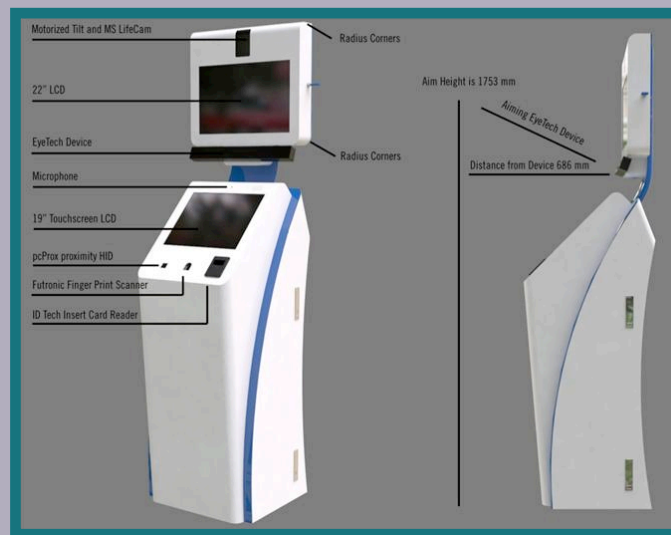 Motorized Tilt and MS LifeCam
Radius Corners
22" LCD
EyeTech Device
Radius Corners
Microphone
19" Touchscreen LCD
pcProx proximity HID
Futronic Finger Print Scanner
ID Tech Insert Card Reader
Aim Height is 1753 mm
Aiming EyeTech Device
Distance from Device 686 mm